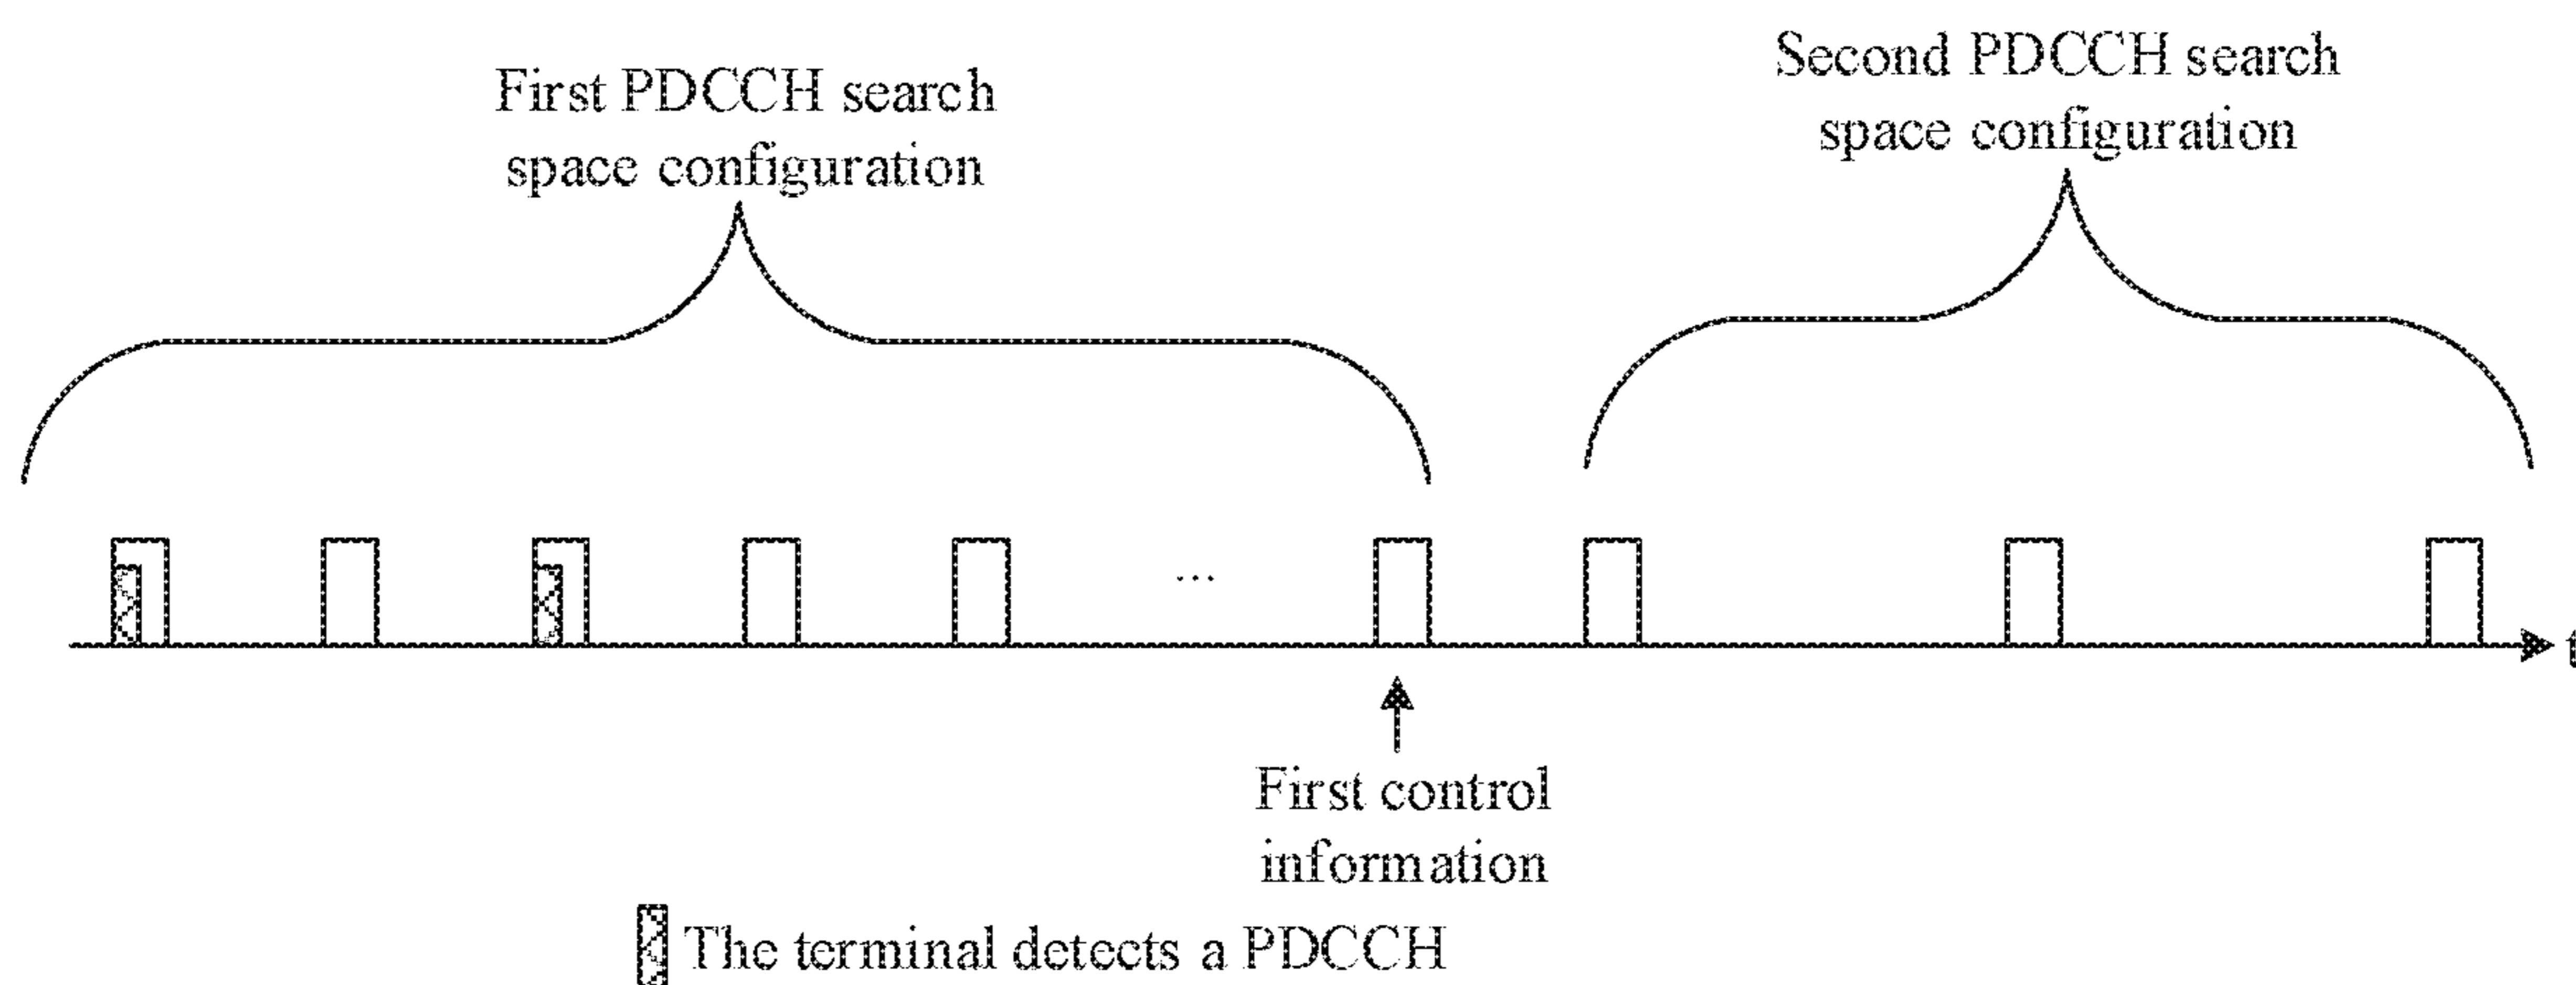 First PDCCH search
space configuration
Second PDCCH search
space configuration
...
t
First control
information
The terminal detects a PDCCH